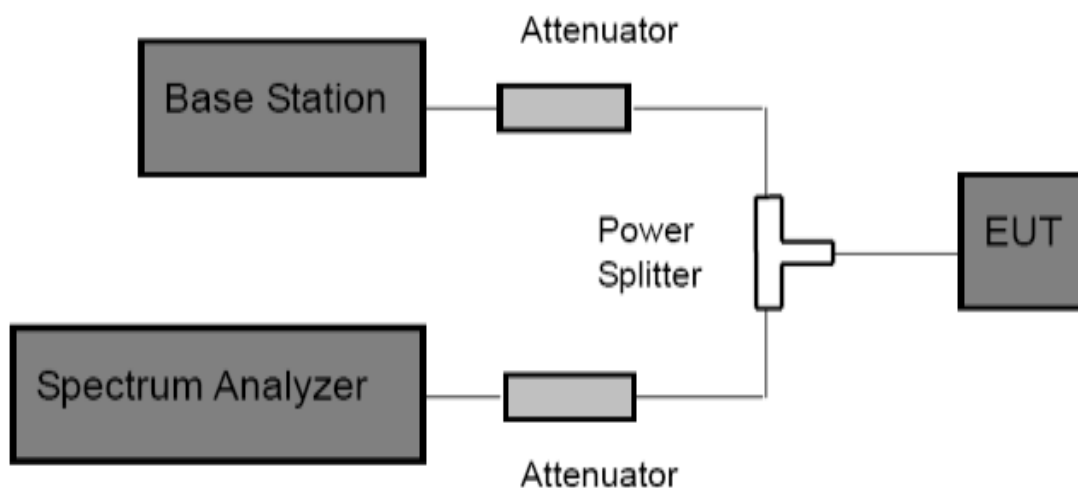 Attenuator
Base Station
Power
Splitter
EUT
Spectrum Analyzer
Attenuator